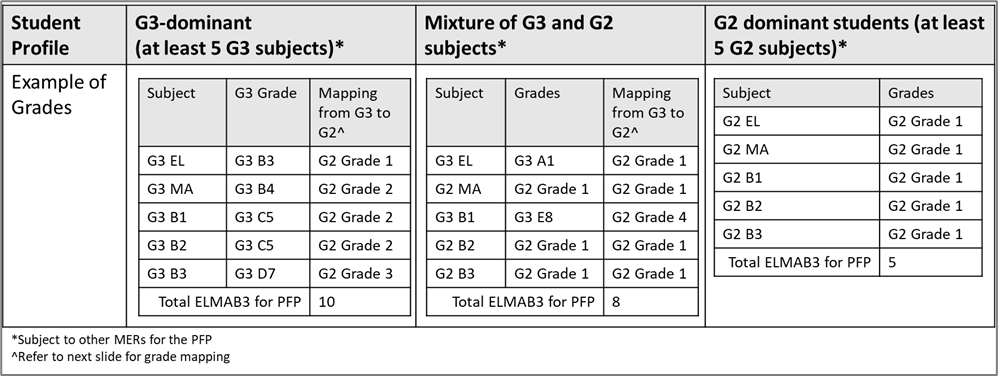 Student Profile
G3-dominant
(at least 5 G3 subjects)*
Mixture of G3 and G2
subjects*
G2 dominant students (at least
5 G2 subjects)*
Example of
Grades
Subject
G3 Grade
Mapping
from G3 to
G2^
G3 EL
G3 B3
G2 Grade 1
G3 MA
G3 B4
G2 Grade 2
G3 B1
G3 C5
G2 Grade 2
G3 B2
G3 C5
G2 Grade 2
G3 B3
G3 D7
G2 Grade 3
Total ELMAB3 for PFP
10
Subject
Grades
Mapping
from G3 to
G2^
G3 EL
G3 A1
G2 Grade 1
G2 MA
G2 Grade 1
G2 Grade 1
G3 B1
G3 E8
G2 Grade 4
G2 B2
G2 Grade 1
G2 Grade 1
G2 B3
G2 Grade 1
G2 Grade 1
Total ELMAB3 for PFP
8
Subject
Grades
G2 EL
G2 Grade 1
G2 MA
G2 Grade 1
G2 B1
G2 Grade 1
G2 B2
G2 Grade 1
G2 B3
G2 Grade 1
Total ELMAB3 for PFP
5
*Subject to other MERs for the PFP
^Refer to next slide for grade mapping